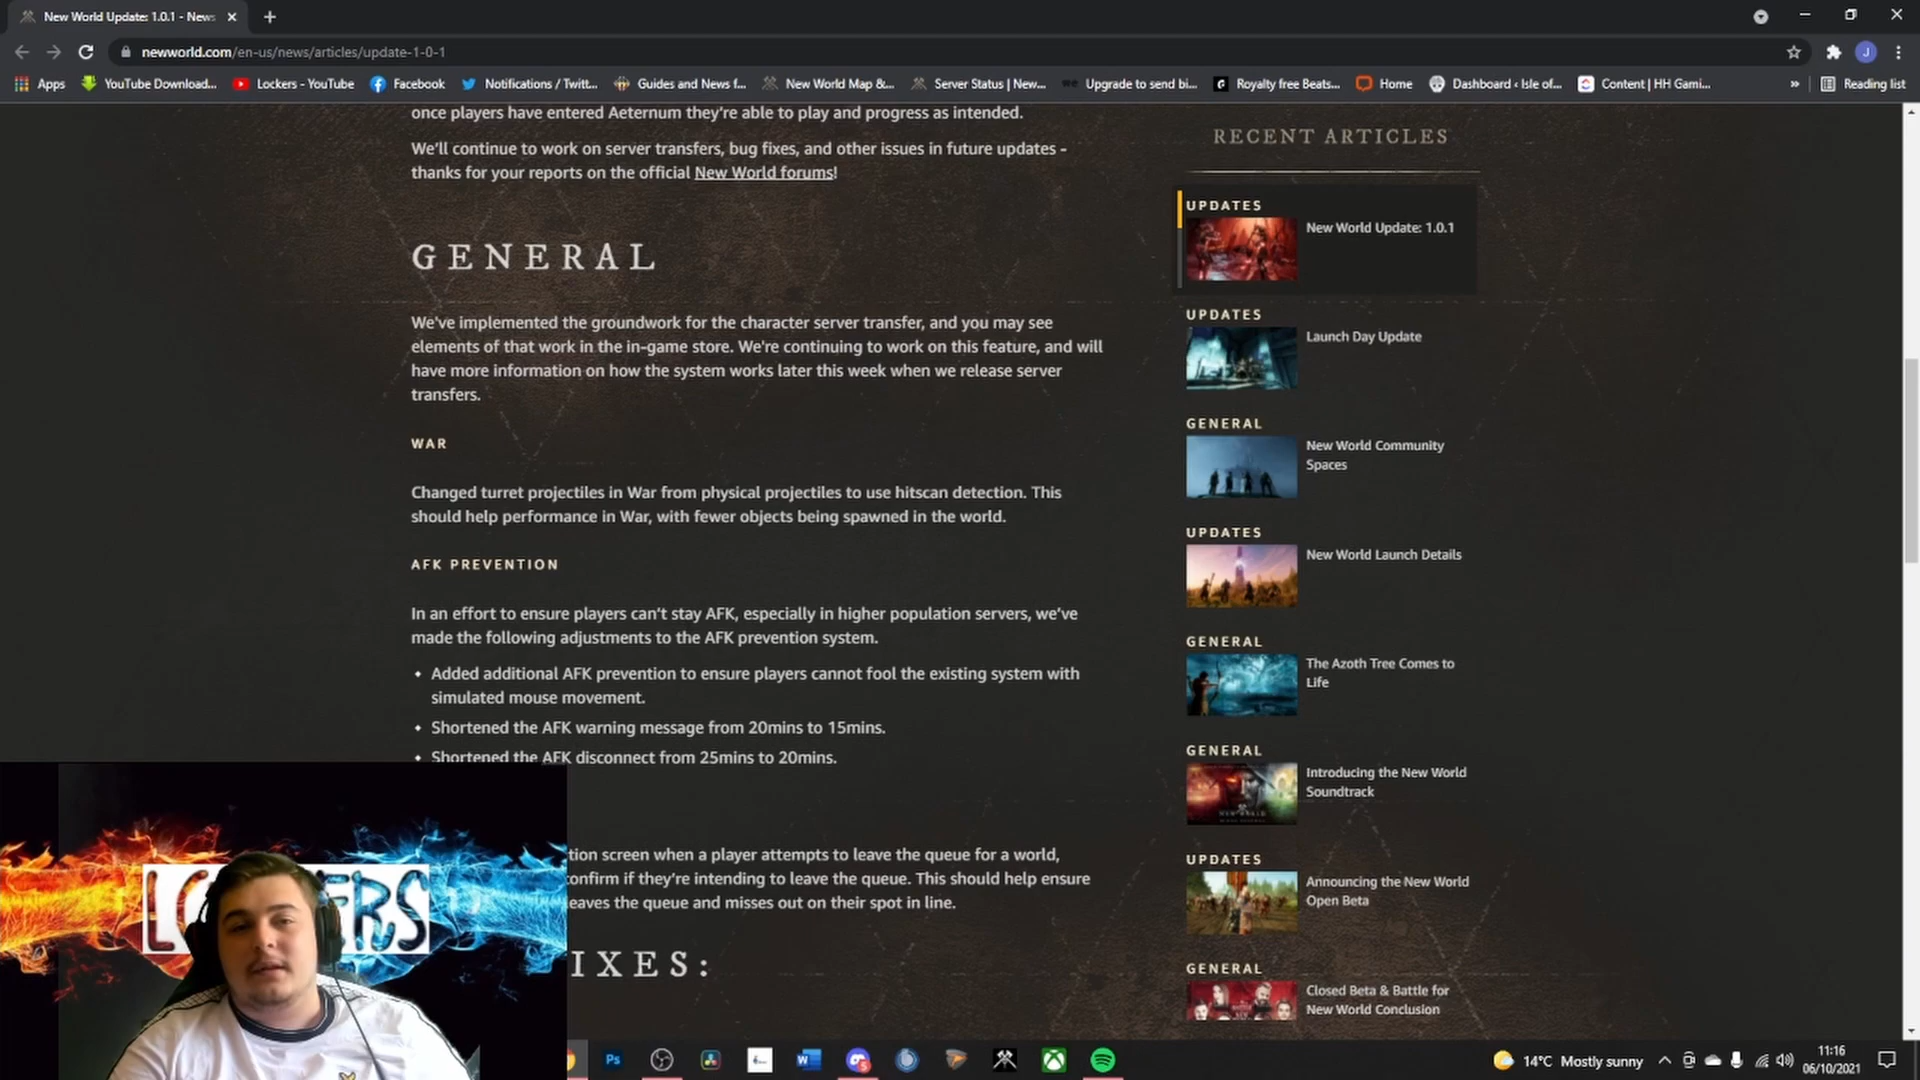 New World Update: 1.0.1 - News
newworld.com/en-us/news/articles/update-1-0-1
J
Apps
YouTube Download...
Lockers - YouTube
Facebook
Notifications / Twitt...
Guides and News f...
New World Map &...
Server Status | New...
Upgrade to send bi...
Royalty free Beats...
Home
Dashboard ‹ Isle of...
Content | HH Gami...
»
Reading list
once players have entered Aeternum they're able to play and progress as intended.
We'll continue to work on server transfers, bug fixes, and other issues in future updates -
thanks for your reports on the official New World forums!
GENERAL
We've implemented the groundwork for the character server transfer, and you may see
elements of that work in the in-game store. We're continuing to work on this feature, and will
have more information on how the system works later this week when we release server
transfers.
WAR
Changed turret projectiles in War from physical projectiles to use hitscan detection. This
should help performance in War, with fewer objects being spawned in the world.
AFK PREVENTION
In an effort to ensure players can't stay AFK, especially in higher population servers, we've
made the following adjustments to the AFK prevention system.
• Added additional AFK prevention to ensure players cannot fool the existing system with
simulated mouse movement.
• Shortened the AFK warning message from 20mins to 15mins.
• Shortened the AFK disconnect from 25mins to 20mins.
tion screen when a player attempts to leave the queue for a world,
confirm if they're intending to leave the queue. This should help ensure
leaves the queue and misses out on their spot in line.
IXES:
RECENT ARTICLES
UPDATES
New World Update: 1.0.1
UPDATES
Launch Day Update
GENERAL
New World Community
Spaces
UPDATES
New World Launch Details
GENERAL
The Azoth Tree Comes to
Life
GENERAL
Introducing the New World
Soundtrack
UPDATES
Announcing the New World
Open Beta
GENERAL
Closed Beta & Battle for
New World Conclusion
LO
ERS
Ps
14°C Mostly sunny
11:16
06/10/2021